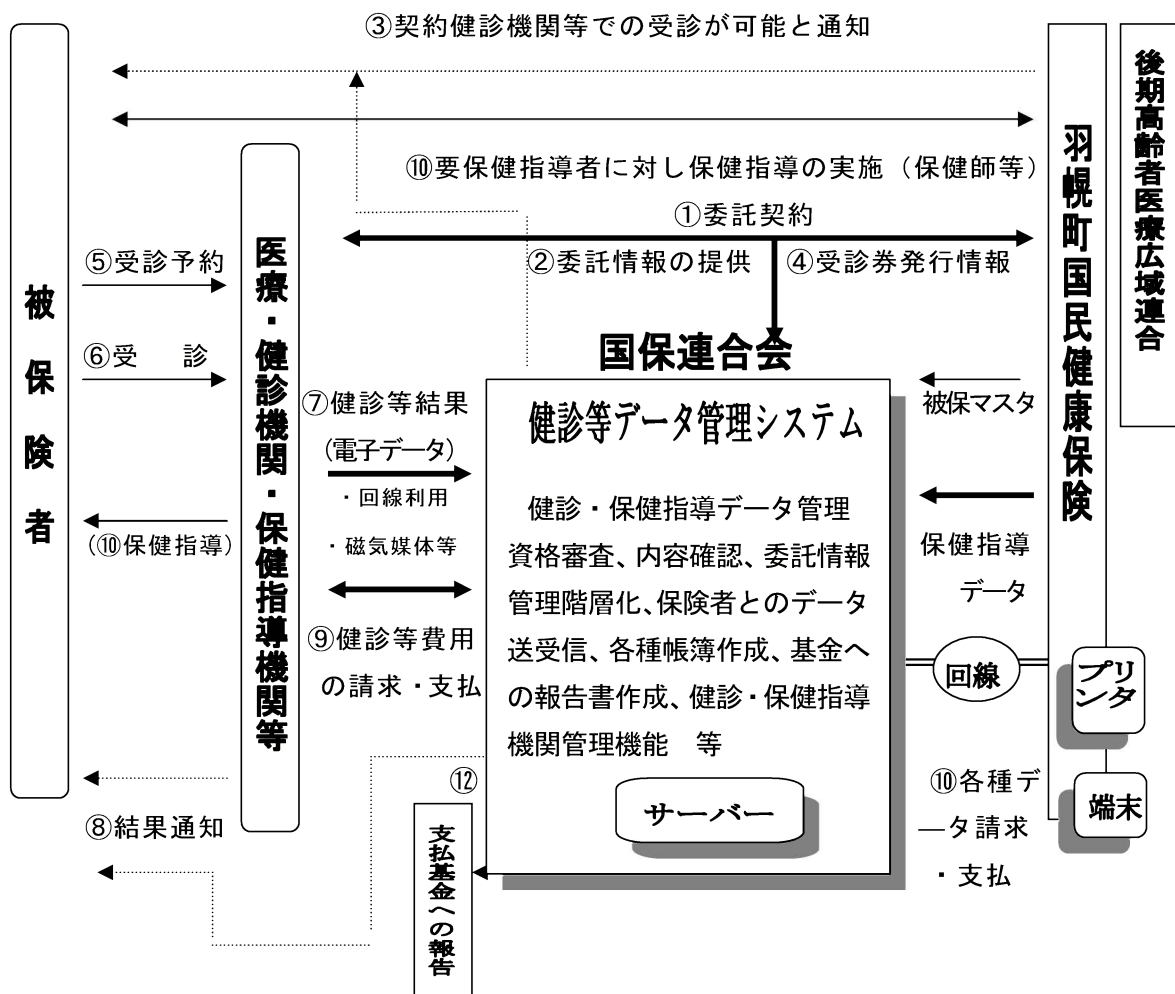 ③契約健診機関等での受診が可能と通知
後期高齢者医療広域連合
羽幌町国民健康保険
⑩要保健指導者に対し保健指導の実施（保健師等）
①委託契約
②委託情報の提供
④受診券発行情報
被保険者
医療・健診機関・保健指導機関等
⑤受診予約
⑥受　　診
(⑩保健指導)
⑧結果通知
⑦健診等結果
(電子データ)
・回線利用
・磁気媒体等
⑨健診等費用
の請求・支払
国保連合会
健診等データ管理システム
健診・保健指導データ管理
資格審査、内容確認、委託情報
管理階層化、保険者とのデータ
送受信、各種帳簿作成、基金へ
の報告書作成、健診・保健指導
機関管理機能　等
サーバー
⑫
支払基金への報告
被保マスタ
保健指導
データ
回線
プリ
ンタ
端末
⑩各種デ
―タ請求
・支払